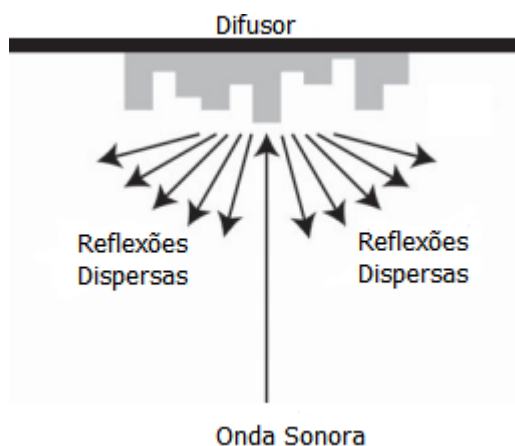 Difusor
Reflexões
Dispersas
Reflexões
Dispersas
Onda Sonora